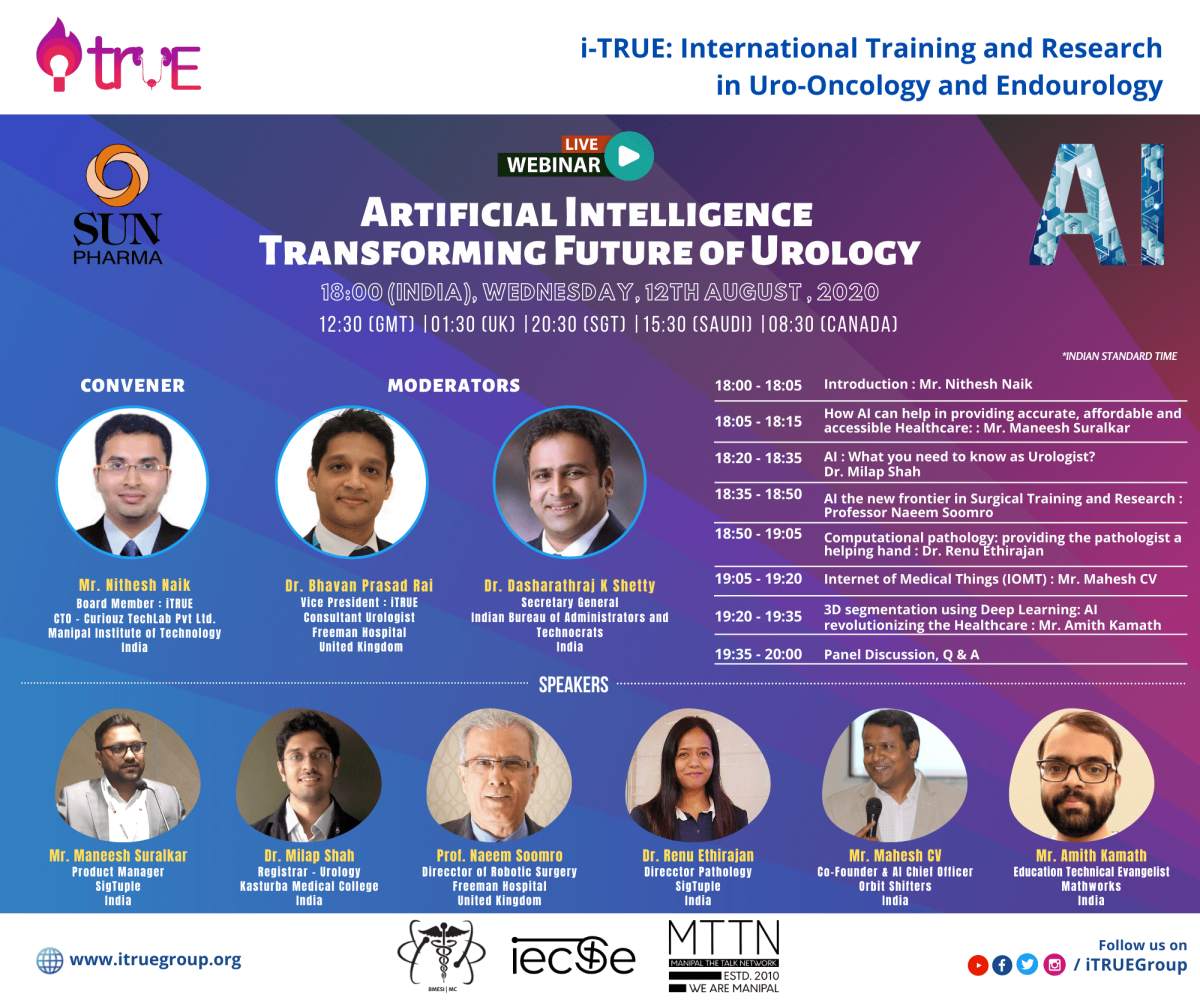 trUE
i-TRUE: International Training and Research
in Uro-Oncology and Endourology
SUN
PHARMA
LIVE
WEBINAR
AI
ARTIFICIAL INTELLIGENCE
TRANSFORMING FUTURE OF UROLOGY
18:00 (INDIA), WEDNESDAY, 12TH AUGUST , 2020
12:30 (GMT) |01:30 (UK) |20:30 (SGT) |15:30 (SAUDI) |08:30 (CANADA)
*INDIAN STANDARD TIME
CONVENER
Mr. Nithesh Naik
Board Member : iTRUE
CTO - Curiouz TechLab Pvt Ltd.
Manipal Institute of Technology
India
MODERATORS
Dr. Bhavan Prasad Rai
Vice President : iTRUE
Consultant Urologist
Freeman Hospital
United Kingdom
Dr. Dasharathraj K Shetty
Secretary General
Indian Bureau of Administrators and
Technocrats
India
18:00 - 18:05 Introduction : Mr. Nithesh Naik
18:05 - 18:15 How AI can help in providing accurate, affordable and
accessible Healthcare: : Mr. Maneesh Suralkar
18:20 - 18:35 AI : What you need to know as Urologist?
Dr. Milap Shah
18:35 - 18:50 AI the new frontier in Surgical Training and Research :
Professor Naeem Soomro
18:50 - 19:05 Computational pathology: providing the pathologist a
helping hand : Dr. Renu Ethirajan
19:05 - 19:20 Internet of Medical Things (IOMT) : Mr. Mahesh CV
19:20 - 19:35 3D segmentation using Deep Learning: AI
revolutionizing the Healthcare : Mr. Amith Kamath
19:35 - 20:00 Panel Discussion, Q & A
SPEAKERS
Mr. Maneesh Suralkar
Product Manager
SigTuple
India
Dr. Milap Shah
Registrar - Urology
Kasturba Medical College
India
Prof. Naeem Soomro
Direcctor of Robotic Surgery
Freeman Hospital
United Kingdom
Dr. Renu Ethirajan
Direcctor Pathology
SigTuple
India
Mr. Mahesh CV
Co-Founder & AI Chief Officer
Orbit Shifters
India
Mr. Amith Kamath
Education Technical Evangelist
Mathworks
India
www.itruegroup.org
BMESI | MC
iecse
MTTN
MANIPAL THE TALK NETWORK
ESTD. 2010
WE ARE MANIPAL
Follow us on
/ iTRUEGroup